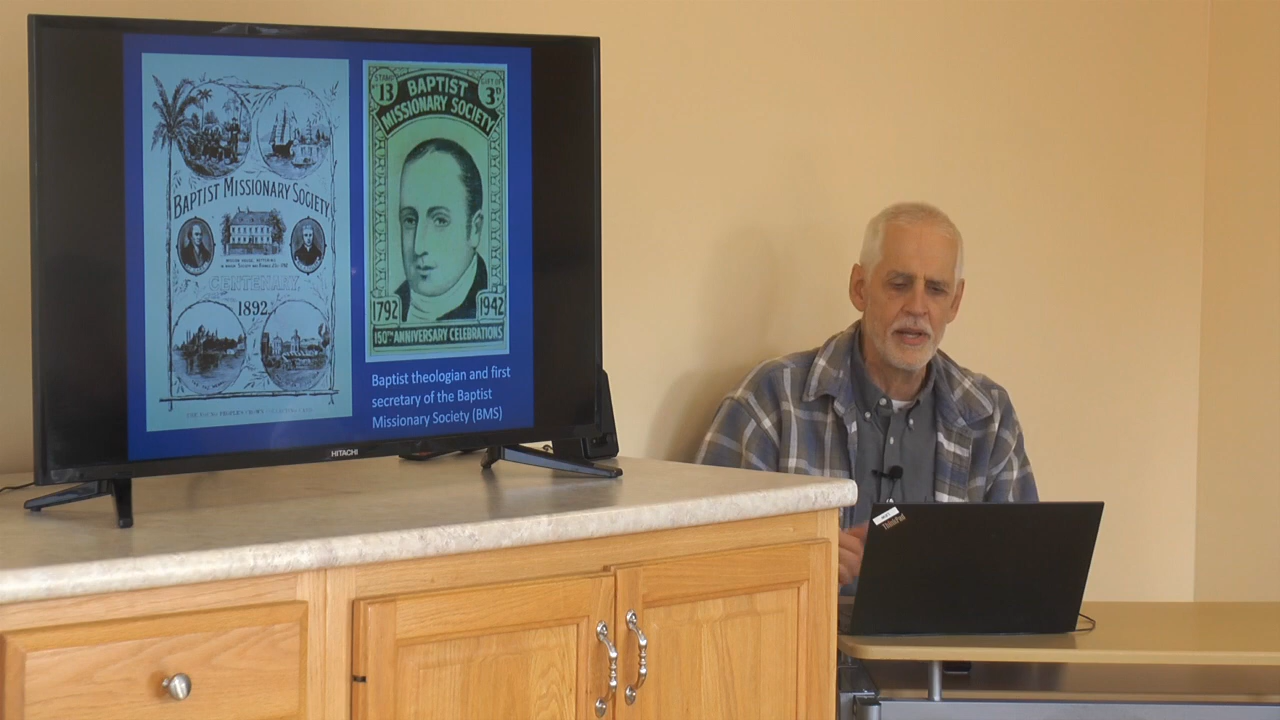 BAPTIST MISSIONARY SOCIETY
CENTENARY,
1892
STAMP
13
GIFT OF
3D
BAPTIST
MISSIONARY SOCIETY
1792
1942
150TH ANNIVERSARY CELEBRATIONS
Baptist theologian and first
secretary of the Baptist
Missionary Society (BMS)
HITACHI
ThinkPad